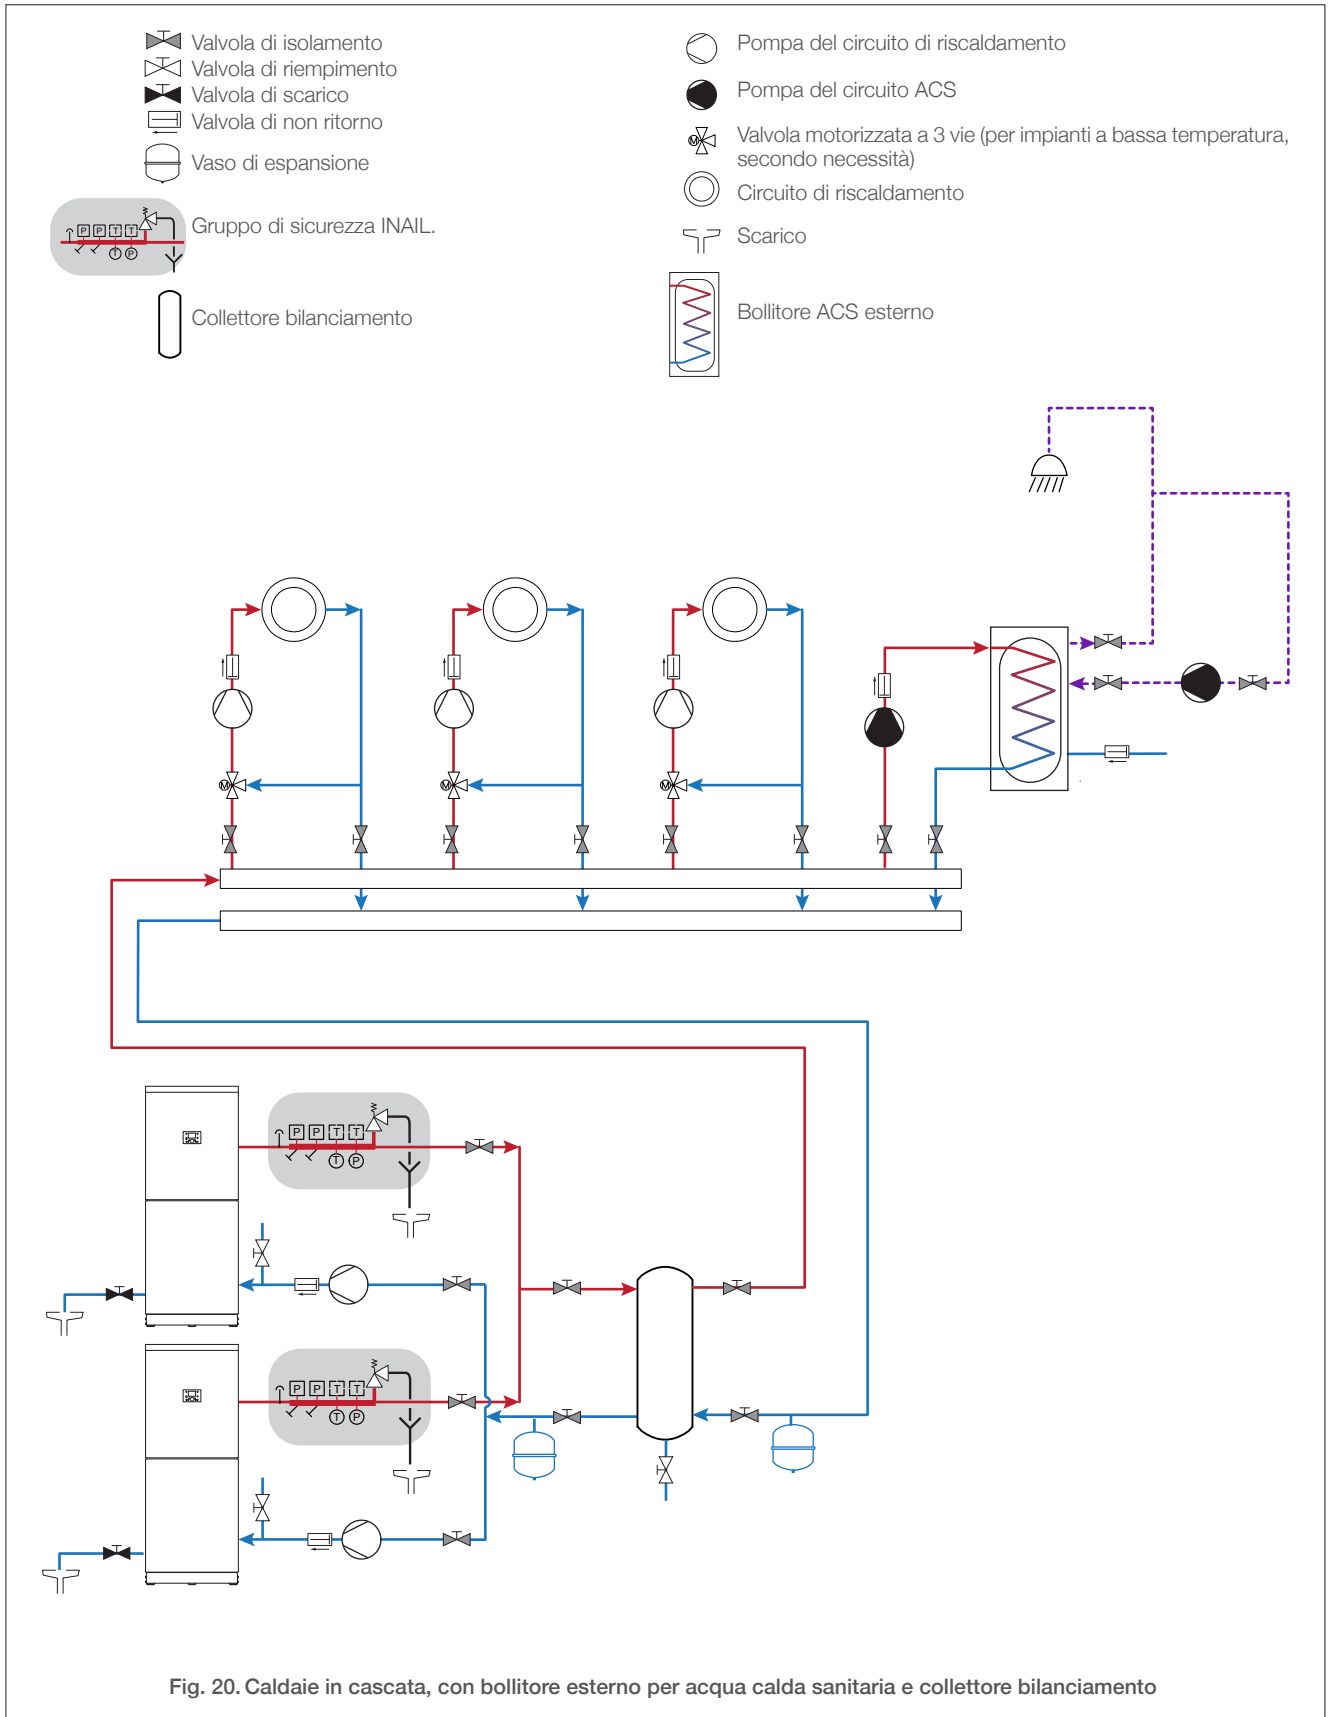 Valvola di isolamento
Valvola di riempimento
Valvola di scarico
Valvola di non ritorno
Vaso di espansione
P P T T
T P
Gruppo di sicurezza INAIL.
Collettore bilanciamento
Pompa del circuito di riscaldamento
Pompa del circuito ACS
M
Valvola motorizzata a 3 vie (per impianti a bassa temperatura,
secondo necessità)
Circuito di riscaldamento
Scarico
Bollitore ACS esterno
M
M
M
P P T T
T P
P P T T
T P
Fig. 20. Caldaie in cascata, con bollitore esterno per acqua calda sanitaria e collettore bilanciamento